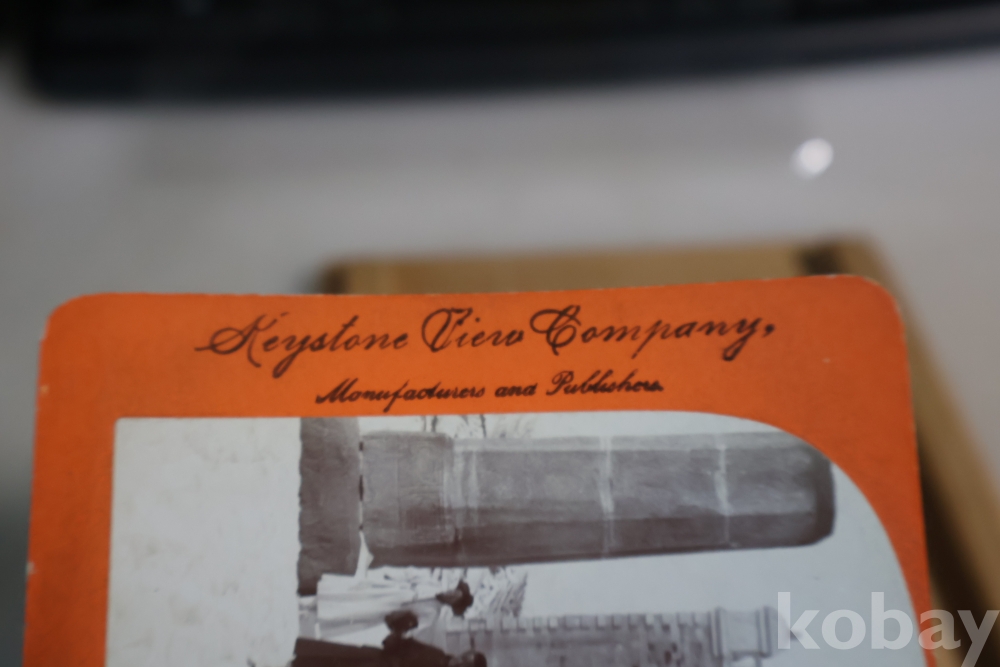 Keystone View Company,
Manufacturers and Publishers.
kobay